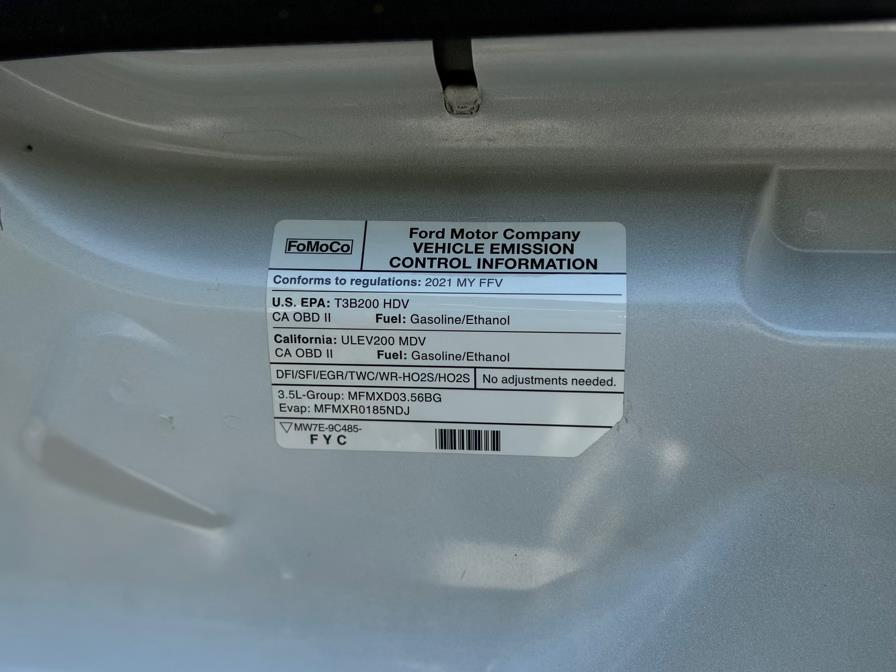 FoMoCo
Ford Motor Company
VEHICLE EMISSION
CONTROL INFORMATION
Conforms to regulations: 2021 MY FFV
U.S. EPA: T3B200 HDV
CA OBD II Fuel: Gasoline/Ethanol
California: ULEV200 MDV
CA OBD II Fuel: Gasoline/Ethanol
DFI/SFI/EGR/TWC/WR-HO2S/HO2S No adjustments needed.
3.5L-Group: MFMXD03.56BG
Evap: MFMXR0185NDJ
MW7E-9C485-
FYC